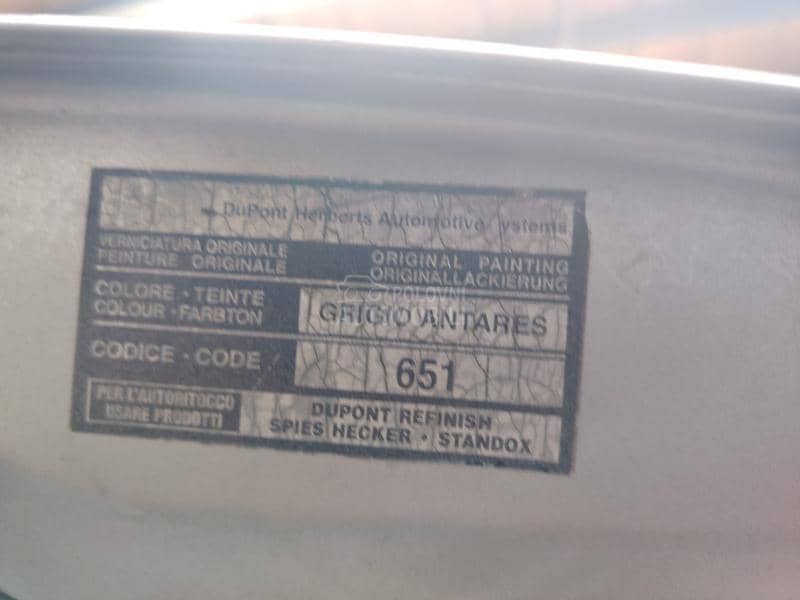 DuPont Herberts Automotive Systems
VERNICIATURA ORIGINALE
PEINTURE ORIGINALE
ORIGINAL PAINTING
ORIGINALLACKIERUNG
COLORE - TEINTE
COLOUR - FARBTON
GRIGIO ANTARES
CODICE - CODE
651
PER L'AUTORITOCCO
USARE PRODOTTI
DUPONT REFINISH
SPIES HECKER • STANDOX